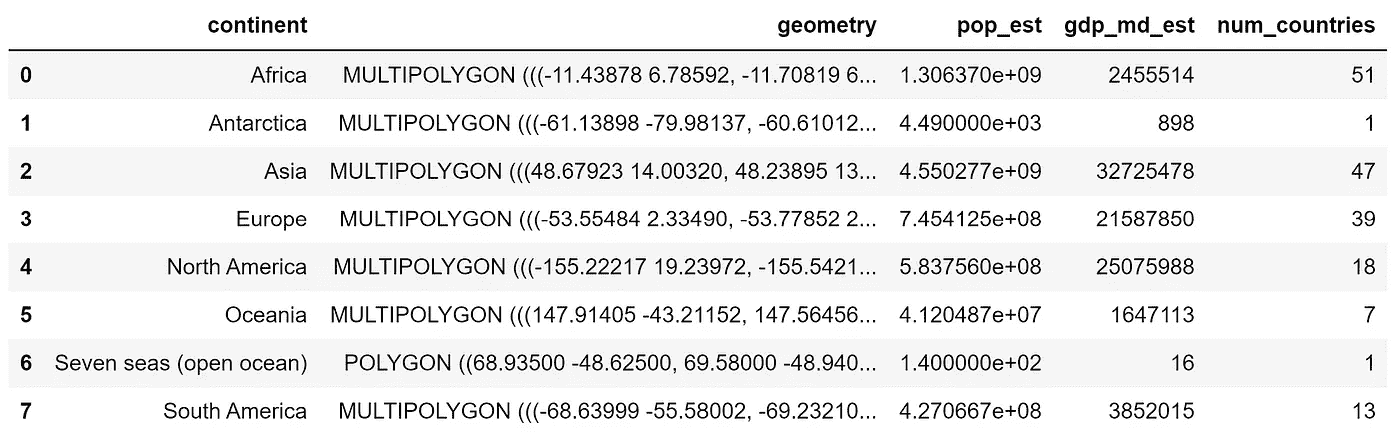 continent geometry pop_est gdp_md_est num_countries
0 Africa MULTIPOLYGON (((-11.43878 6.78592, -11.70819 6... 1.306370e+09 2455514 51
1 Antarctica MULTIPOLYGON (((-61.13898 -79.98137, -60.61012... 4.490000e+03 898 1
2 Asia MULTIPOLYGON (((48.67923 14.00320, 48.23895 13... 4.550277e+09 32725478 47
3 Europe MULTIPOLYGON (((-53.55484 2.33490, -53.77852 2... 7.454125e+08 21587850 39
4 North America MULTIPOLYGON (((-155.22217 19.23972, -155.5421... 5.837560e+08 25075988 18
5 Oceania MULTIPOLYGON (((147.91405 -43.21152, 147.56456... 4.120487e+07 1647113 7
6 Seven seas (open ocean) POLYGON ((68.93500 -48.62500, 69.58000 -48.940... 1.400000e+02 16 1
7 South America MULTIPOLYGON (((-68.63999 -55.58002, -69.23210... 4.270667e+08 3852015 13